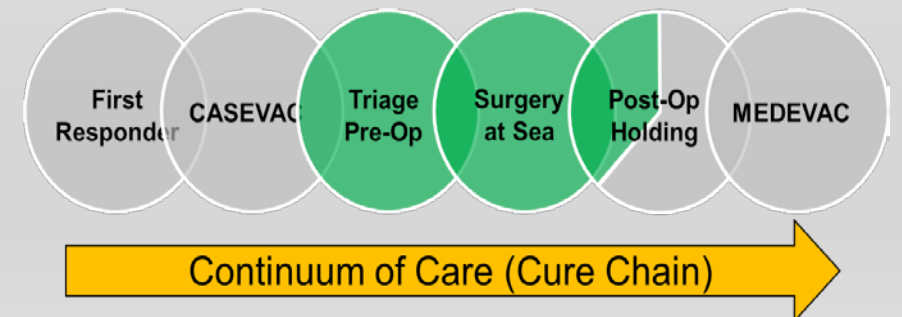 First
Responder
CASEVAC
Triage
Pre-Op
Surgery
at Sea
Post-Op
Holding
MEDEVAC
Continuum of Care (Cure Chain)